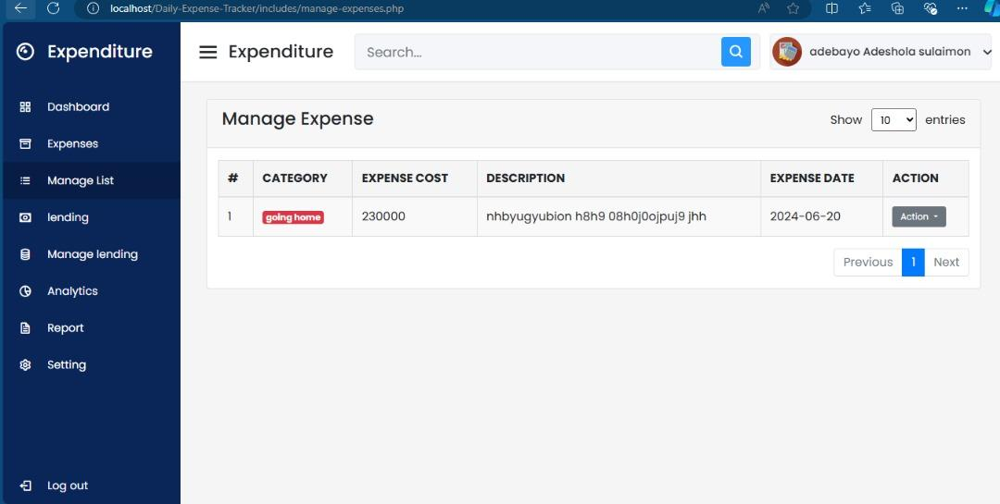 localhost/Daily-Expense-Tracker/includes/manage-expenses.php
Expenditure
Dashboard
Expenses
Manage List
lending
Manage lending
Analytics
Report
Setting
Log out
Expenditure
Search...
adebayo Adeshola sulaimon
Manage Expense
Show 10 entries
# CATEGORY EXPENSE COST DESCRIPTION EXPENSE DATE ACTION
1 going home 230000 nhbyugyubion h8h9 08h0j0ojpuj9 jhh 2024-06-20 Action
Previous 1 Next